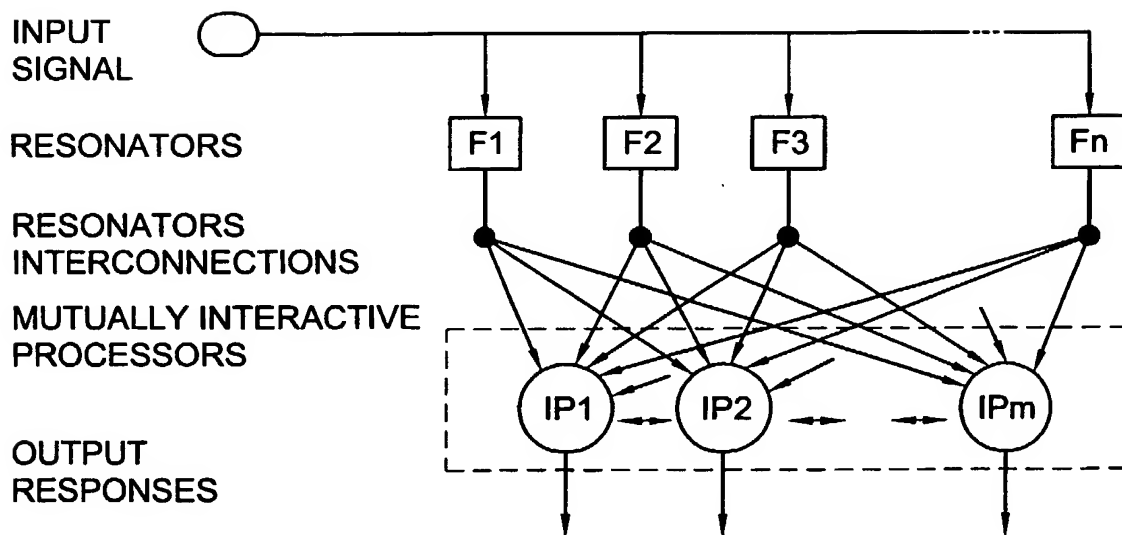 INPUT
SIGNAL
RESONATORS
F1 F2 F3 Fn
RESONATORS
INTERCONNECTIONS
MUTUALLY INTERACTIVE
PROCESSORS
IP1 IP2 IPm
OUTPUT
RESPONSES